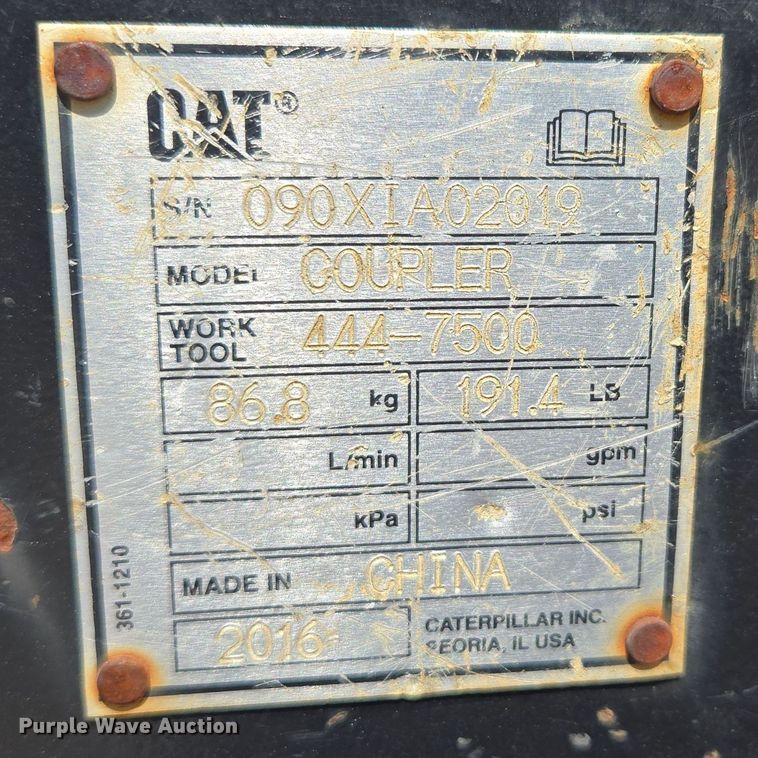 CAT®
S/N 090XIA02019
MODEL COUPLER
WORK TOOL 444-7500
86.8 kg 191.4 LB
L/min gpm
kPa psi
MADE IN CHINA
2016 CATERPILLAR INC.
PEORIA, IL USA
361-1210
Purple Wave Auction